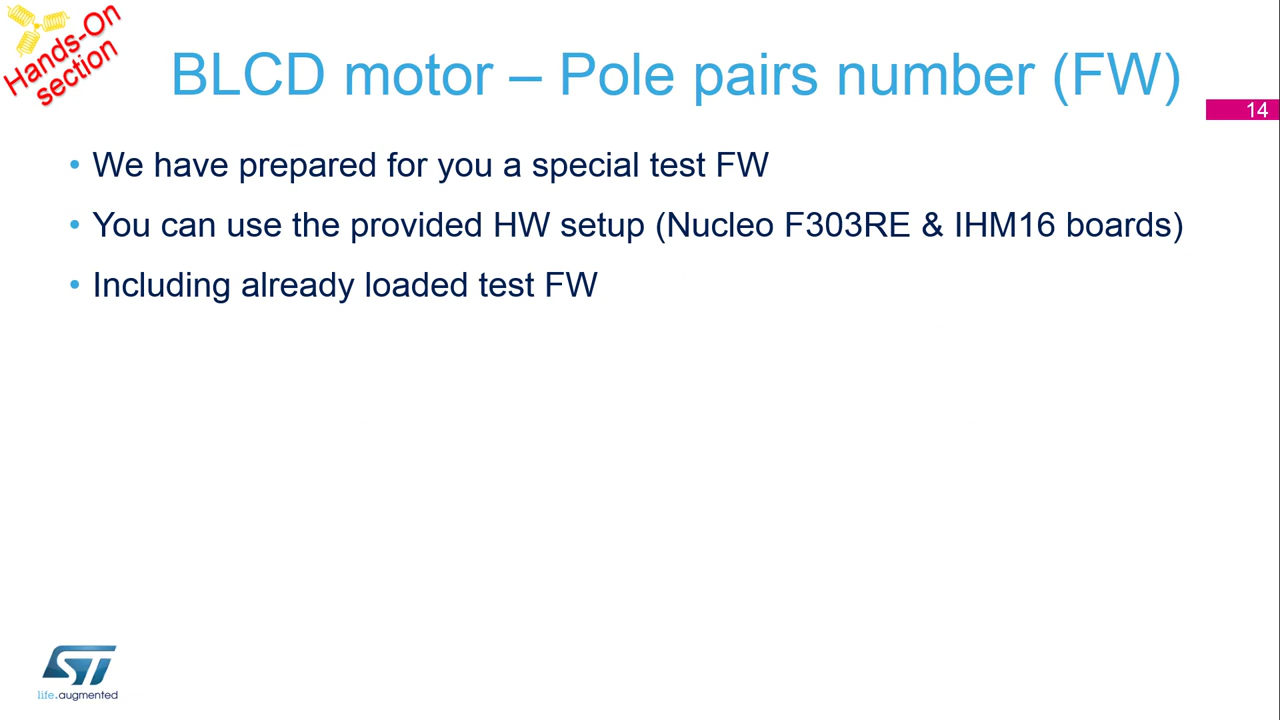 Hands-On
section
BLCD motor – Pole pairs number (FW)
14
• We have prepared for you a special test FW
• You can use the provided HW setup (Nucleo F303RE & IHM16 boards)
• Including already loaded test FW
ST
life.augmented